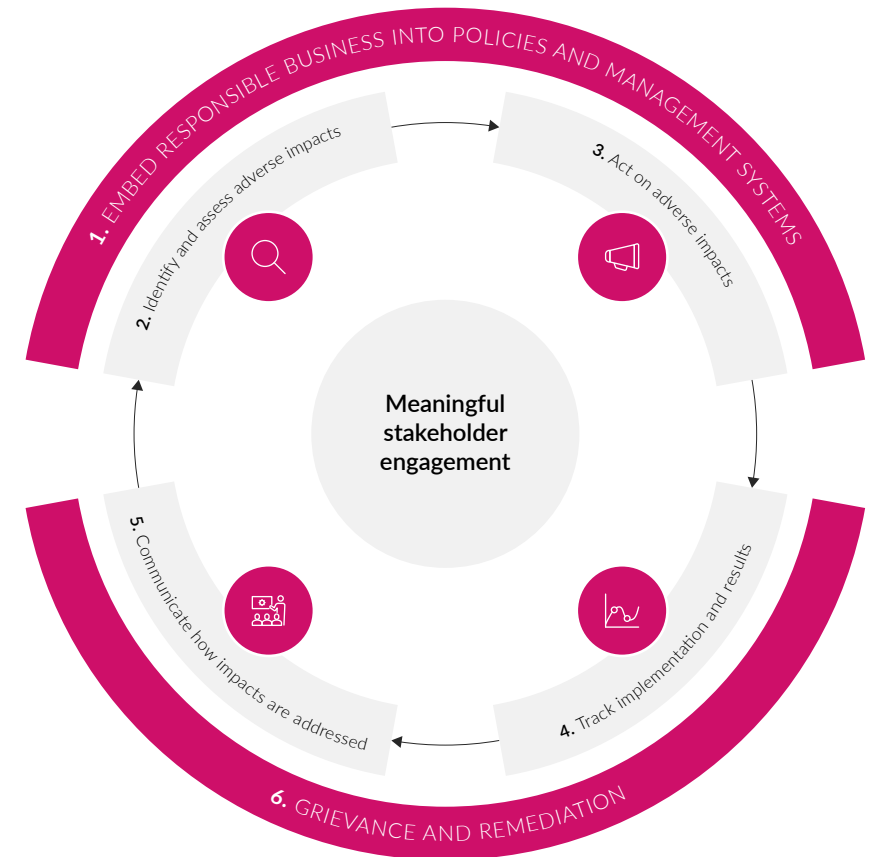 1. EMBED RESPONSIBLE BUSINESS INTO POLICIES AND MANAGEMENT SYSTEMS
2. Identify and assess adverse impacts
3. Act on adverse impacts
Meaningful
stakeholder
engagement
4. Track implementation and results
5. Communicate how impacts are addressed
6. GRIEVANCE AND REMEDIATION